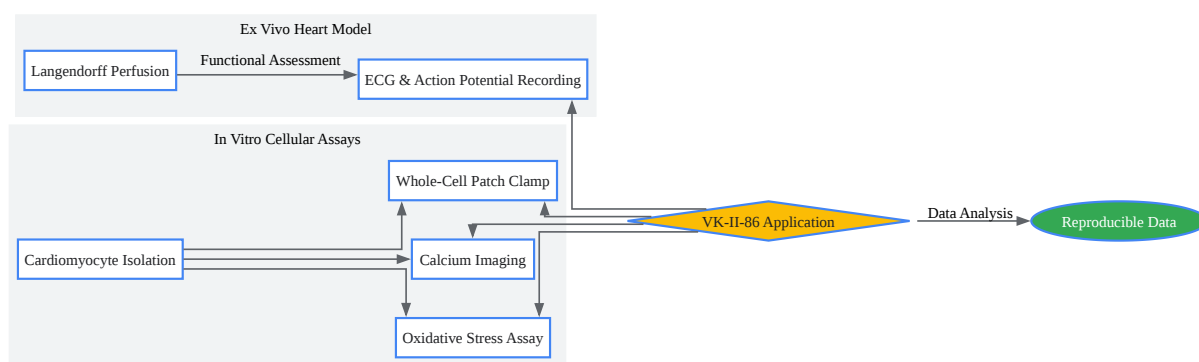 Ex Vivo Heart Model
Langendorff Perfusion
Functional Assessment
ECG & Action Potential Recording
In Vitro Cellular Assays
Whole-Cell Patch Clamp
Cardiomyocyte Isolation
Calcium Imaging
Oxidative Stress Assay
VK-II-86 Application
Data Analysis
Reproducible Data